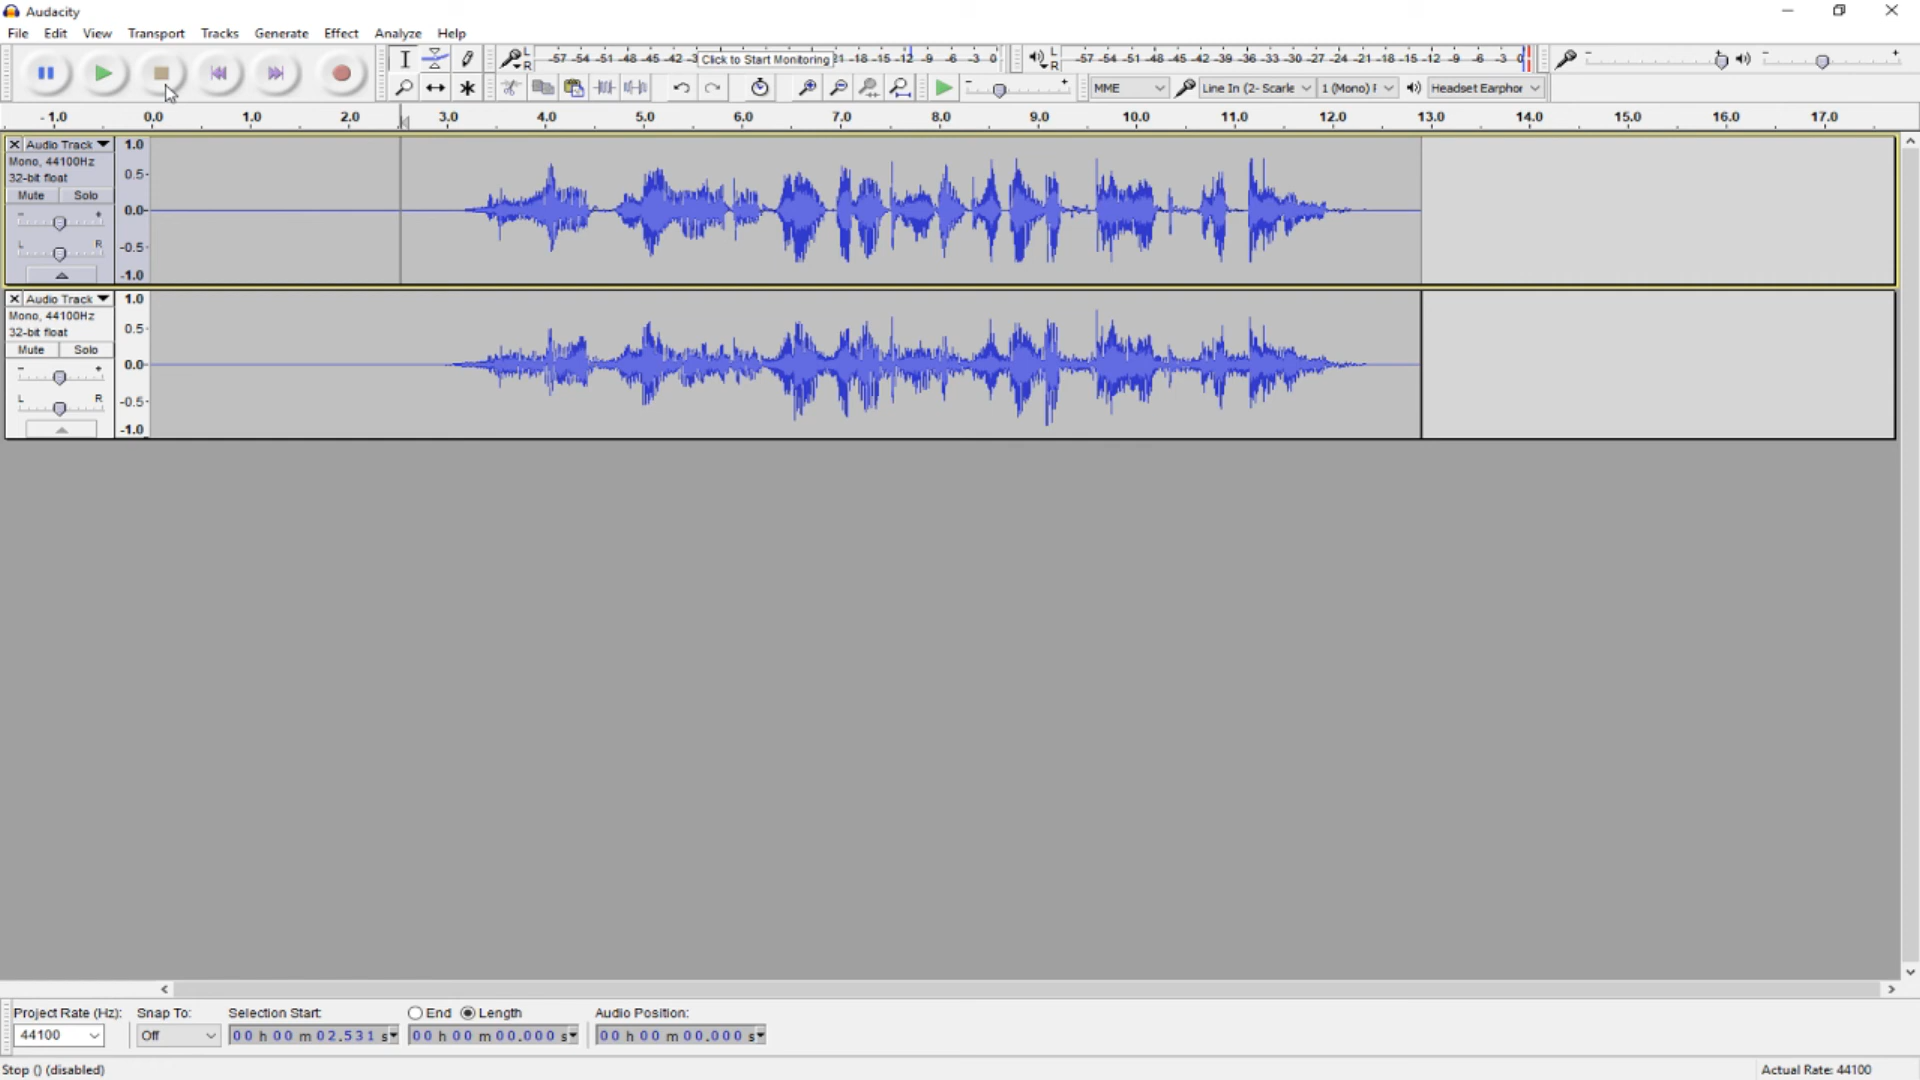 Audacity
File Edit View Transport Tracks Generate Effect Analyze Help
L R -57 -54 -51 -48 -45 -42 -3 Click to Start Monitoring 21 -18 -15 -12 -9 -6 -3 0 L R -57 -54 -51 -48 -45 -42 -39 -36 -33 -30 -27 -24 -21 -18 -15 -12 -9 -6 -3 0 - + - +
- + MME Line In (2- Scarle 1 (Mono) Headset Earphor
-1.0 0.0 1.0 2.0 3.0 4.0 5.0 6.0 7.0 8.0 9.0 10.0 11.0 12.0 13.0 14.0 15.0 16.0 17.0
X Audio Track 1.0
Mono, 44100Hz
32-bit float 0.5-
Mute Solo
- + 0.0-
L R -0.5-
-1.0
X Audio Track 1.0
Mono, 44100Hz
32-bit float 0.5-
Mute Solo
- + 0.0-
L R -0.5-
-1.0
Project Rate (Hz): Snap To: Selection Start: End Length Audio Position:
44100 Off 00 h 00 m 02.531 s 00 h 00 m 00.000 s 00 h 00 m 00.000 s
Stop () (disabled) Actual Rate: 44100